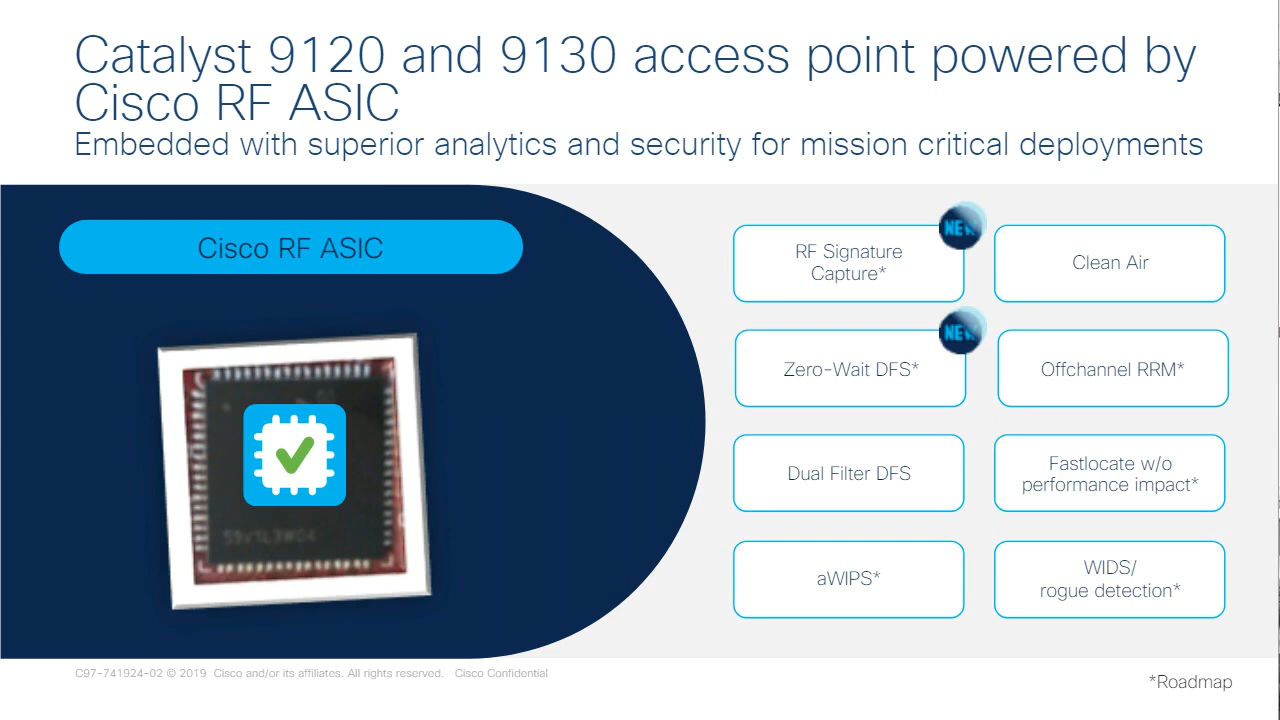 Catalyst 9120 and 9130 access point powered by
Cisco RF ASIC
Embedded with superior analytics and security for mission critical deployments
Cisco RF ASIC
NEW
RF Signature
Capture*
Clean Air
NEW
Zero-Wait DFS*
Offchannel RRM*
Dual Filter DFS
Fastlocate w/o
performance impact*
aWIPS*
WIDS/
rogue detection*
C97-741924-02 © 2019 Cisco and/or its affiliates. All rights reserved. Cisco Confidential
*Roadmap